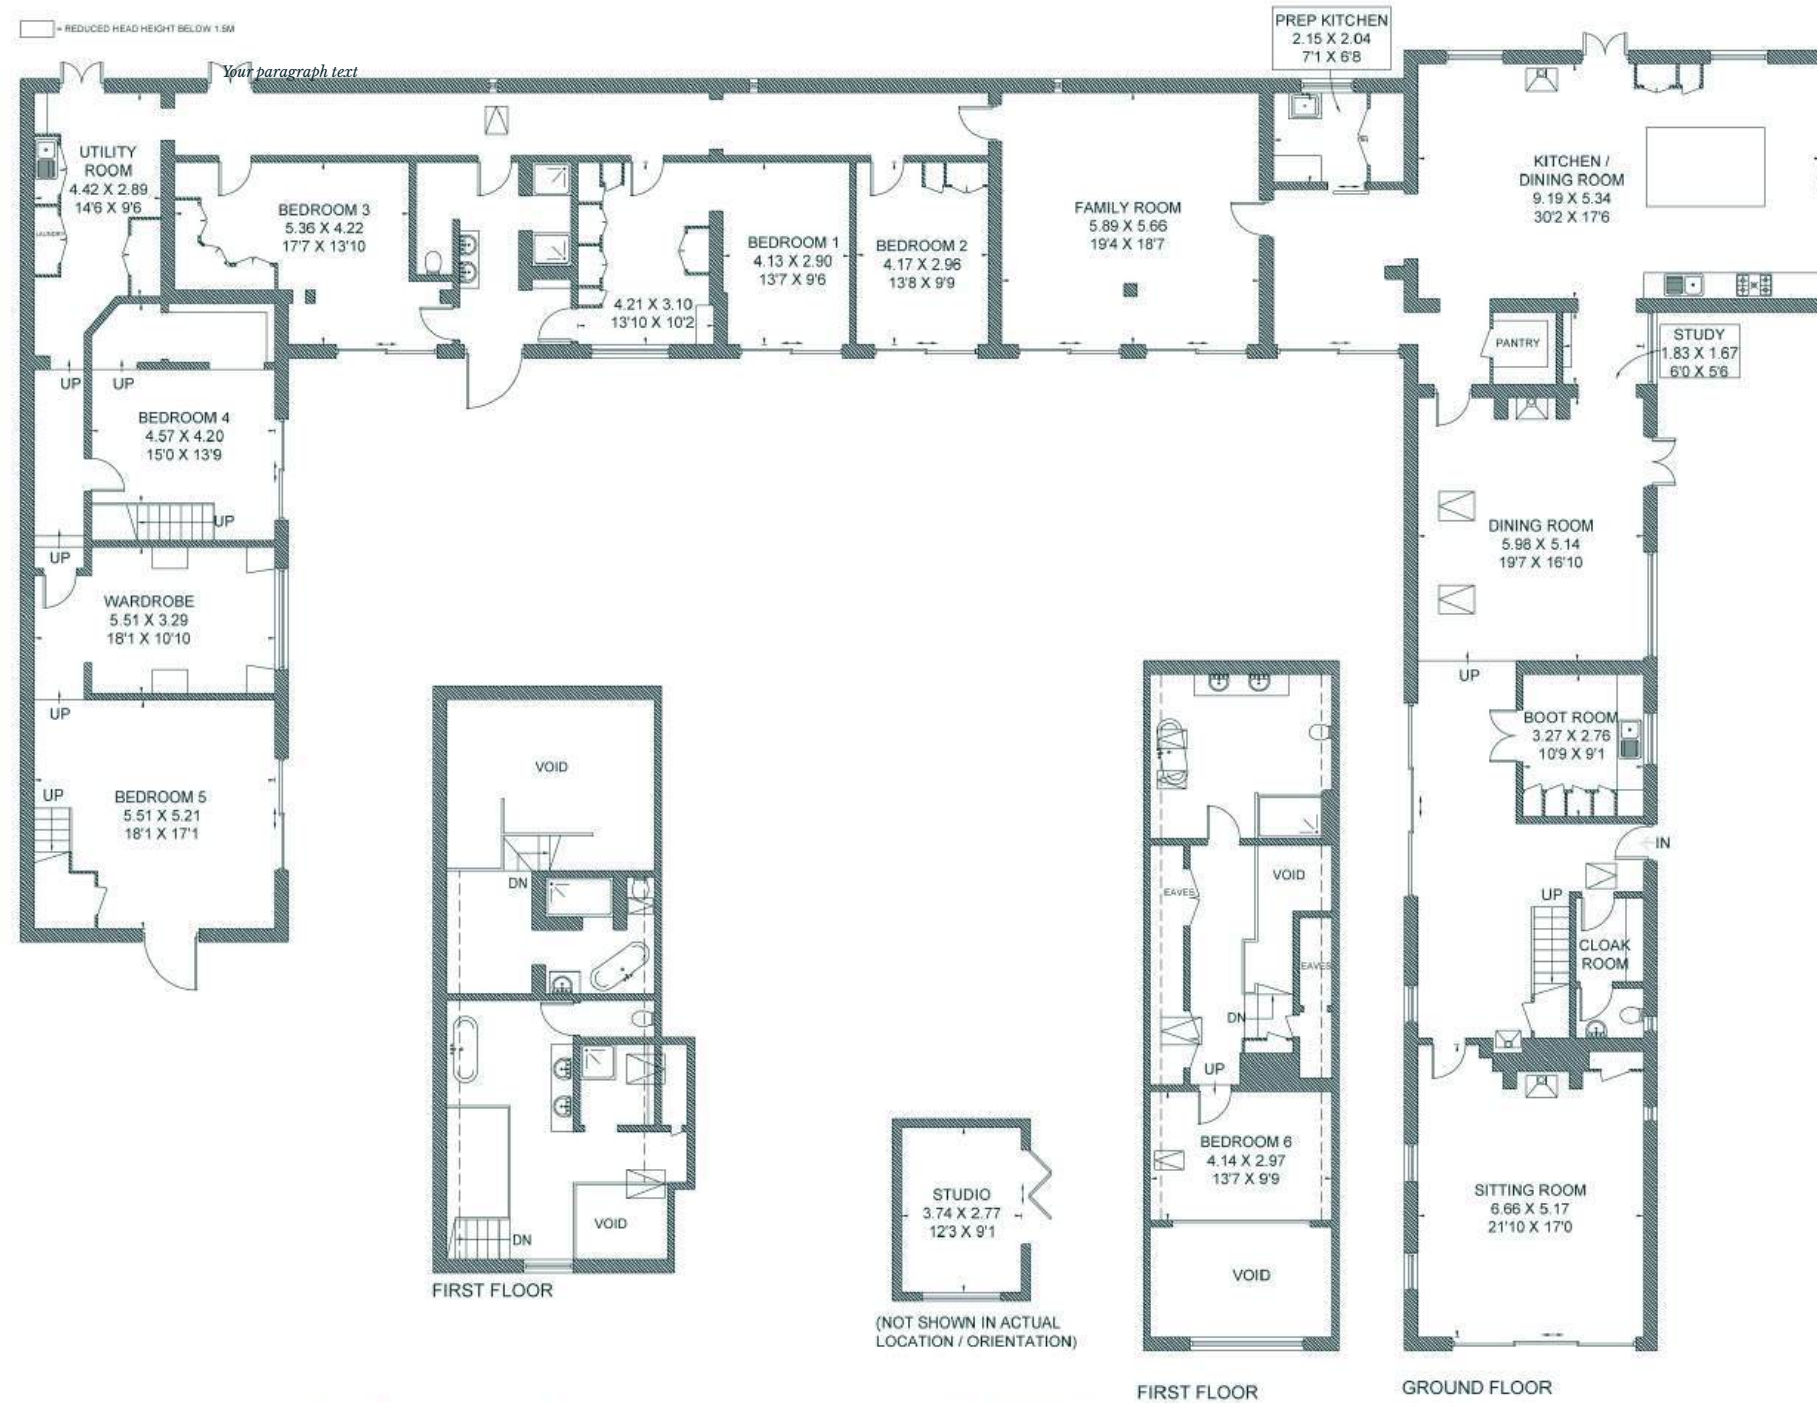 = REDUCED HEAD HEIGHT BELOW 1.5M
Your paragraph text
PREP KITCHEN
2.15 X 2.04
7'1 X 6'8
UTILITY
ROOM
4.42 X 2.89
14'6 X 9'6
LAUNDRY
BEDROOM 3
5.36 X 4.22
17'7 X 13'10
4.21 X 3.10
13'10 X 10'2
BEDROOM 1
4.13 X 2.90
13'7 X 9'6
BEDROOM 2
4.17 X 2.96
13'8 X 9'9
FAMILY ROOM
5.89 X 5.66
19'4 X 18'7
KITCHEN /
DINING ROOM
9.19 X 5.34
30'2 X 17'6
PANTRY
STUDY
1.83 X 1.67
6'0 X 5'6
UP
UP
BEDROOM 4
4.57 X 4.20
15'0 X 13'9
UP
UP
WARDROBE
5.51 X 3.29
18'1 X 10'10
UP
UP
BEDROOM 5
5.51 X 5.21
18'1 X 17'1
DINING ROOM
5.98 X 5.14
19'7 X 16'10
UP
BOOT ROOM
3.27 X 2.76
10'9 X 9'1
IN
UP
CLOAK
ROOM
SITTING ROOM
6.66 X 5.17
21'10 X 17'0
GROUND FLOOR
VOID
DN
DN
VOID
FIRST FLOOR
STUDIO
3.74 X 2.77
12'3 X 9'1
(NOT SHOWN IN ACTUAL
LOCATION / ORIENTATION)
EAVES
VOID
EAVES
DN
UP
BEDROOM 6
4.14 X 2.97
13'7 X 9'9
VOID
FIRST FLOOR